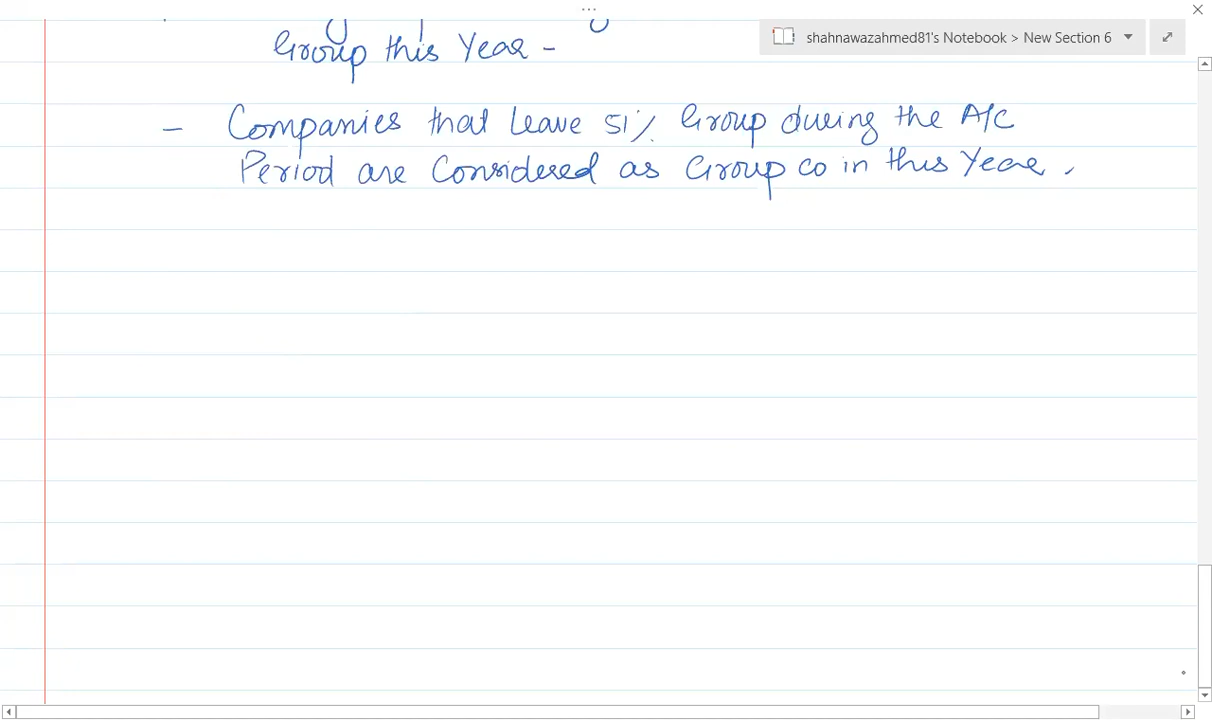 shahnawazahmed81's Notebook > New Section 6
Group this Year -
- Companies that leave 51% Group during the A/C
Period are Considered as Group co in this Year.